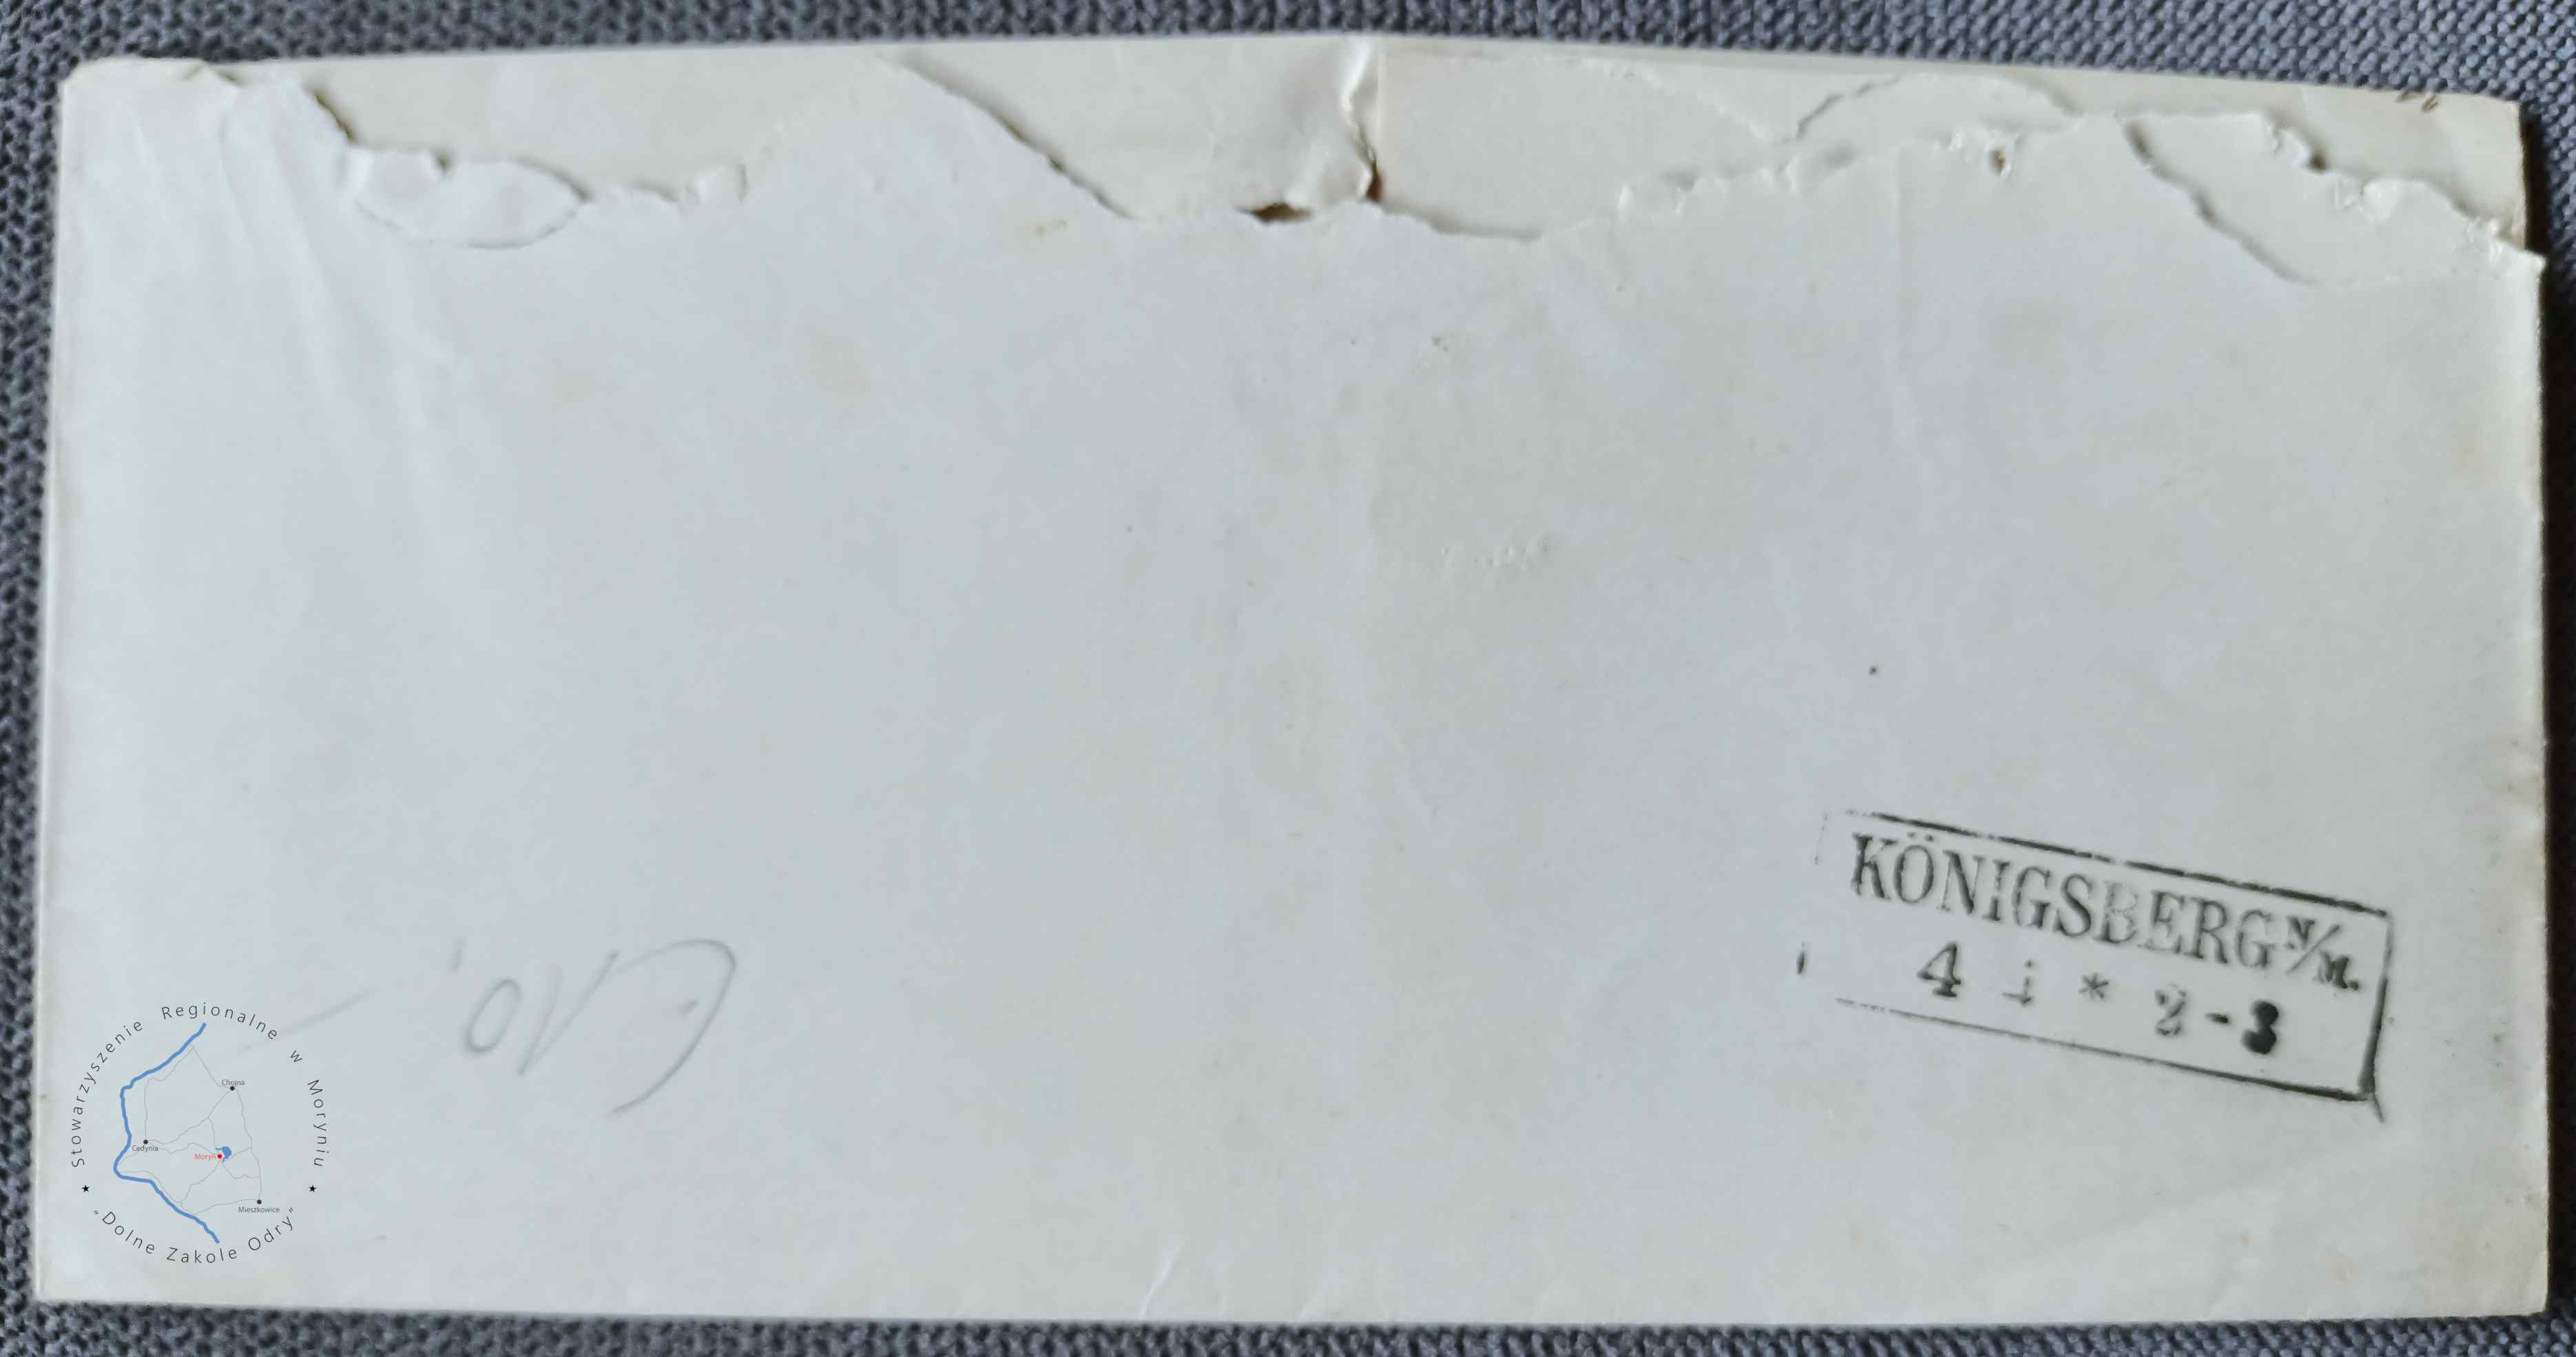 KÖNIGSBERG N/M.
4 1 * 2-3
Stowarzyszenie Regionalne w Moryniu
Chojna
Cedynia
Moryń
Mieszkowice
"Dolne Zakole Odry"